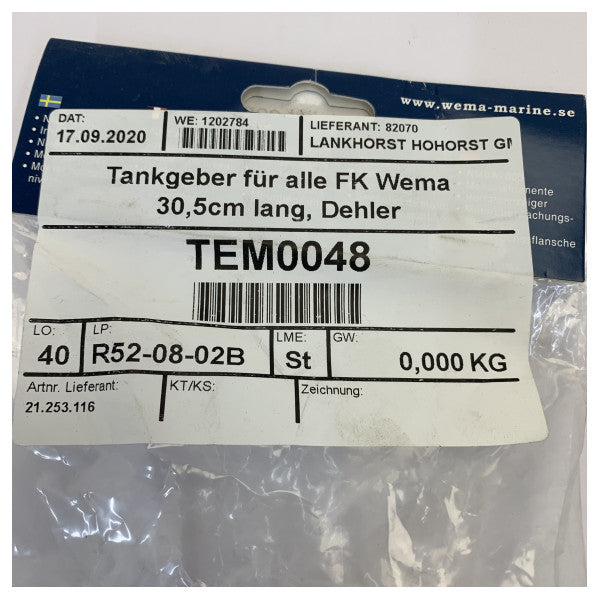 www.wema-marine.se
DAT:
17.09.2020
WE: 1202784
LIEFERANT: 82070
LANKHORST HOHORST
Tankgeber für alle FK Wema
30,5cm lang, Dehler
TEM0048
LO:
40
LP:
R52-08-02B
LME:
St
GW:
0,000 KG
Artnr. Lieferant:
21.253.116
KT/KS:
Zeichnung: